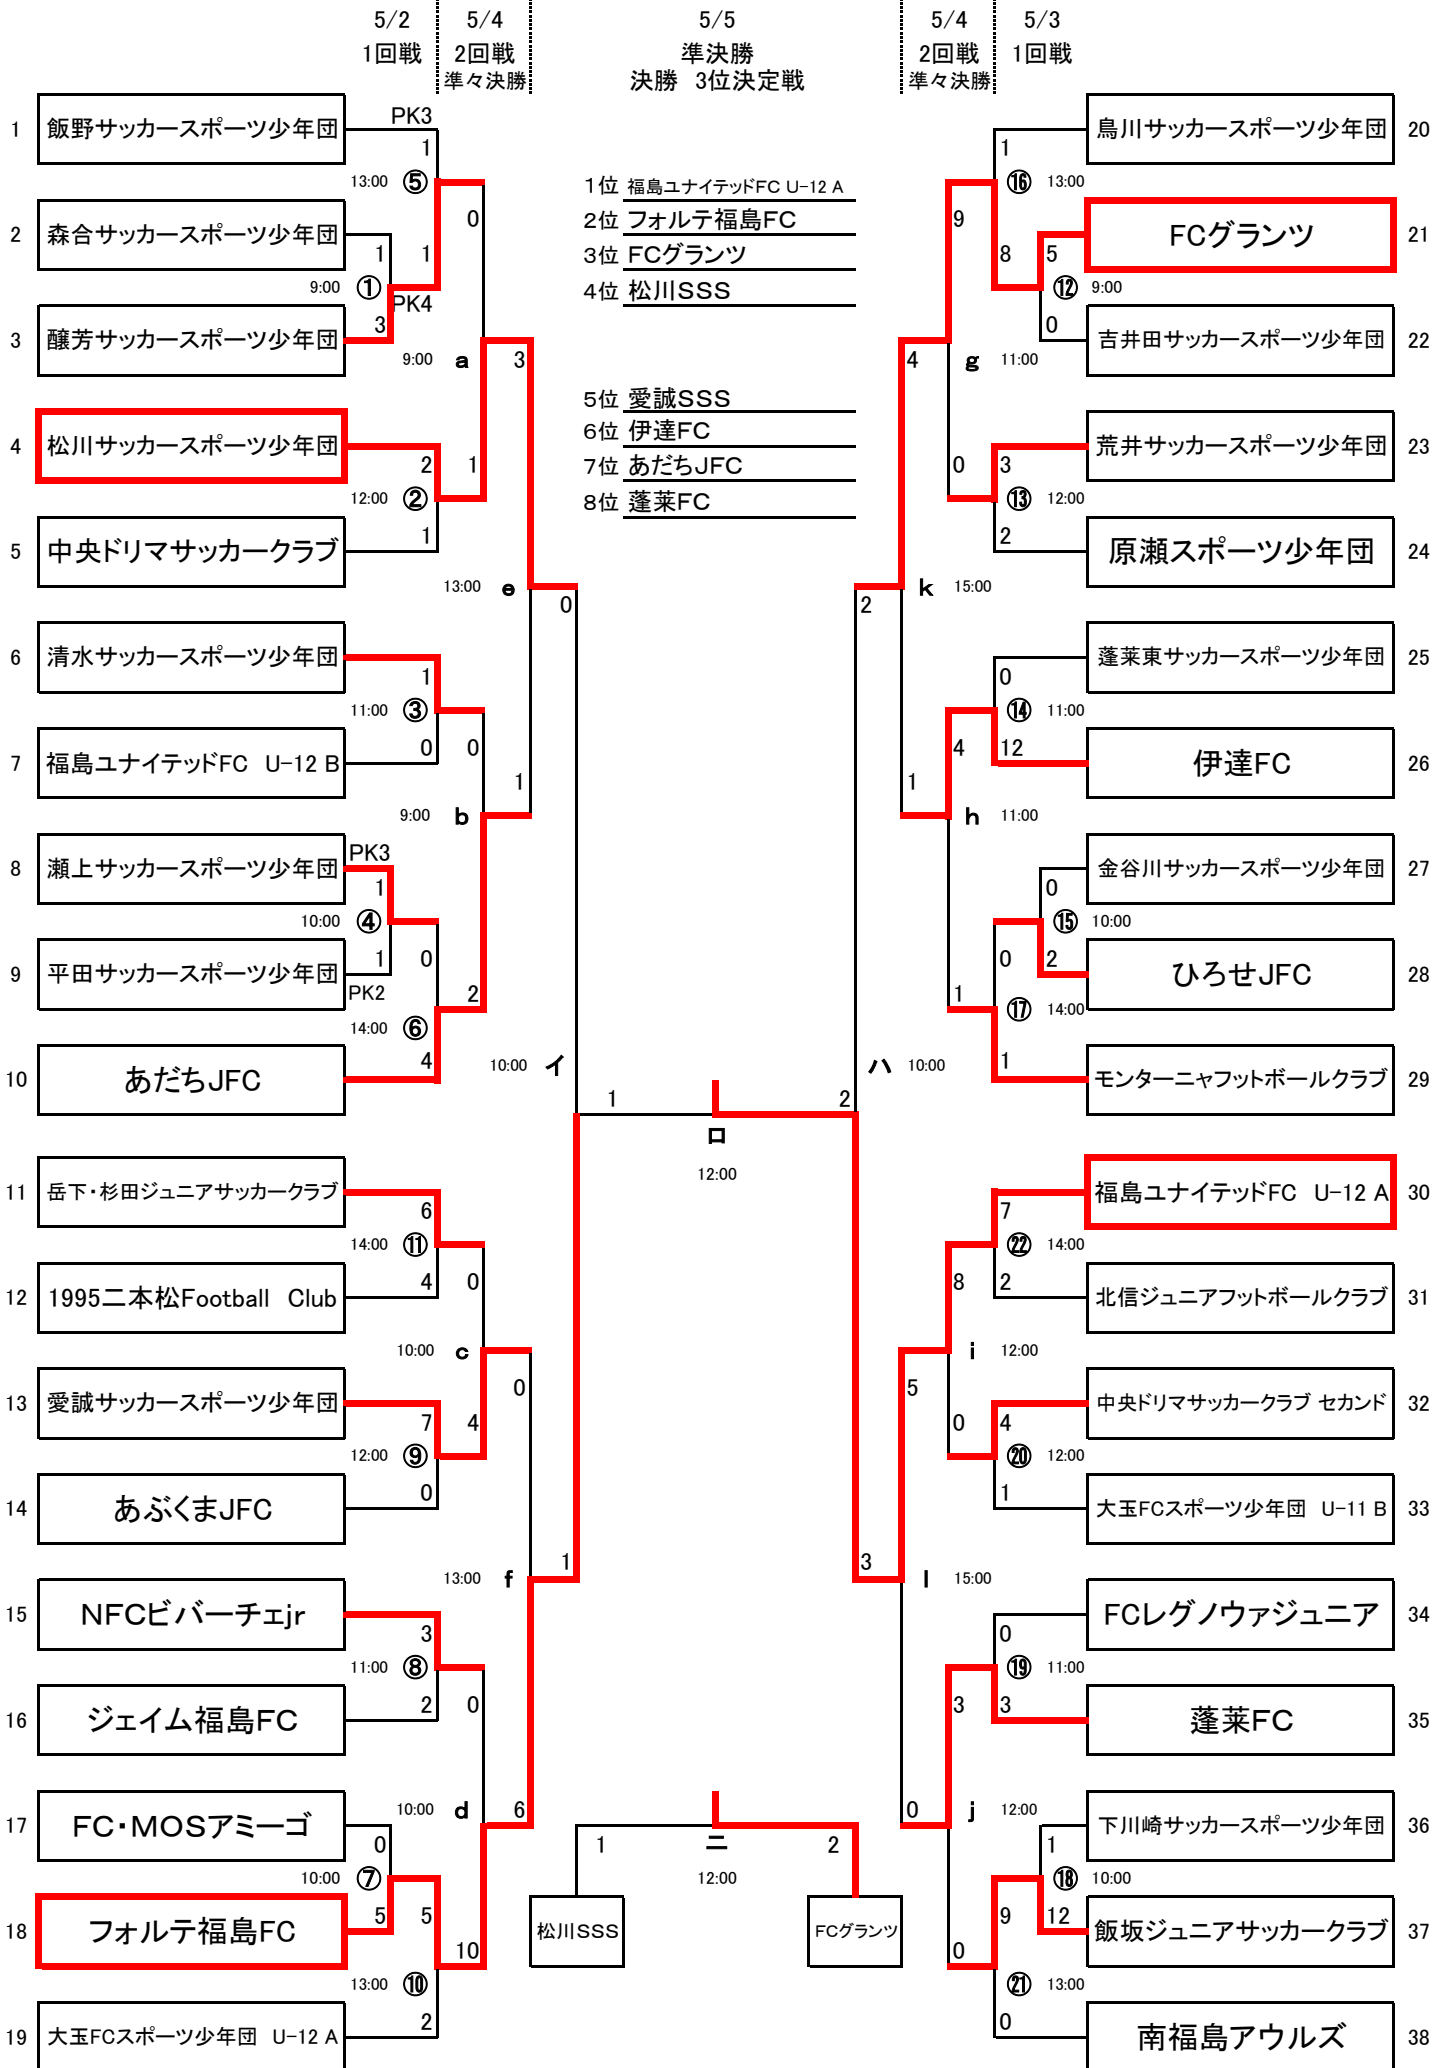 5/2 5/4 5/5 5/4 5/3
1回戦 2回戦 準決勝 2回戦 1回戦
準々決勝 決勝 3位決定戦 準々決勝
1 飯野サッカースポーツ少年団 PK3 1
13:00 ⑤
2 森合サッカースポーツ少年団 1 1 0
9:00 ① PK4
3 醸芳サッカースポーツ少年団 3
9:00 a 3
4 松川サッカースポーツ少年団 2 1
12:00 ②
5 中央ドリマサッカークラブ 1
13:00 e 0
6 清水サッカースポーツ少年団 1
11:00 ③
7 福島ユナイテッドFC U-12 B 0 0 1
9:00 b
8 瀬上サッカースポーツ少年団 PK3 1
10:00 ④
9 平田サッカースポーツ少年団 1 0 2
PK2
14:00 ⑥
10 あだちJFC 4
10:00 イ
11 岳下・杉田ジュニアサッカークラブ 6
14:00 ⑪
12 1995二本松Football Club 4 0
10:00 c 0
13 愛誠サッカースポーツ少年団 7 4
12:00 ⑨
14 あぶくまJFC 0
13:00 f 1
15 NFCビバーチェjr 3
11:00 ⑧
16 ジェイム福島FC 2 0
10:00 d 6
17 FC・MOSアミーゴ 0
10:00 ⑦
18 フォルテ福島FC 5 5 10
13:00 ⑩
19 大玉FCスポーツ少年団 U-12 A 2
1位 福島ユナイテッドFC U-12 A
2位 フォルテ福島FC
3位 FCグランツ
4位 松川SSS
5位 愛誠SSS
6位 伊達FC
7位 あだちJFC
8位 蓬莱FC
1 ロ 2
12:00
1 ニ 2
12:00
松川SSS FCグランツ
1 鳥川サッカースポーツ少年団 20
⑯ 13:00
9 8 5 FCグランツ 21
⑫ 9:00
0 吉井田サッカースポーツ少年団 22
4 g 11:00
0 3 荒井サッカースポーツ少年団 23
⑬ 12:00
2 原瀬スポーツ少年団 24
2 k 15:00
0 蓬莱東サッカースポーツ少年団 25
⑭ 11:00
1 4 12 伊達FC 26
h 11:00
0 金谷川サッカースポーツ少年団 27
⑮ 10:00
1 0 2 ひろせJFC 28
⑰ 14:00
1 モンターニャフットボールクラブ 29
ハ 10:00
7 福島ユナイテッドFC U-12 A 30
㉒ 14:00
8 2 北信ジュニアフットボールクラブ 31
5 i 12:00
0 4 中央ドリマサッカークラブ セカンド 32
⑳ 12:00
1 大玉FCスポーツ少年団 U-11 B 33
3 l 15:00
0 FCレグノウァジュニア 34
⑲ 11:00
3 3 蓬莱FC 35
0 j 12:00
1 下川崎サッカースポーツ少年団 36
⑱ 10:00
0 9 12 飯坂ジュニアサッカークラブ 37
㉑ 13:00
0 南福島アウルズ 38